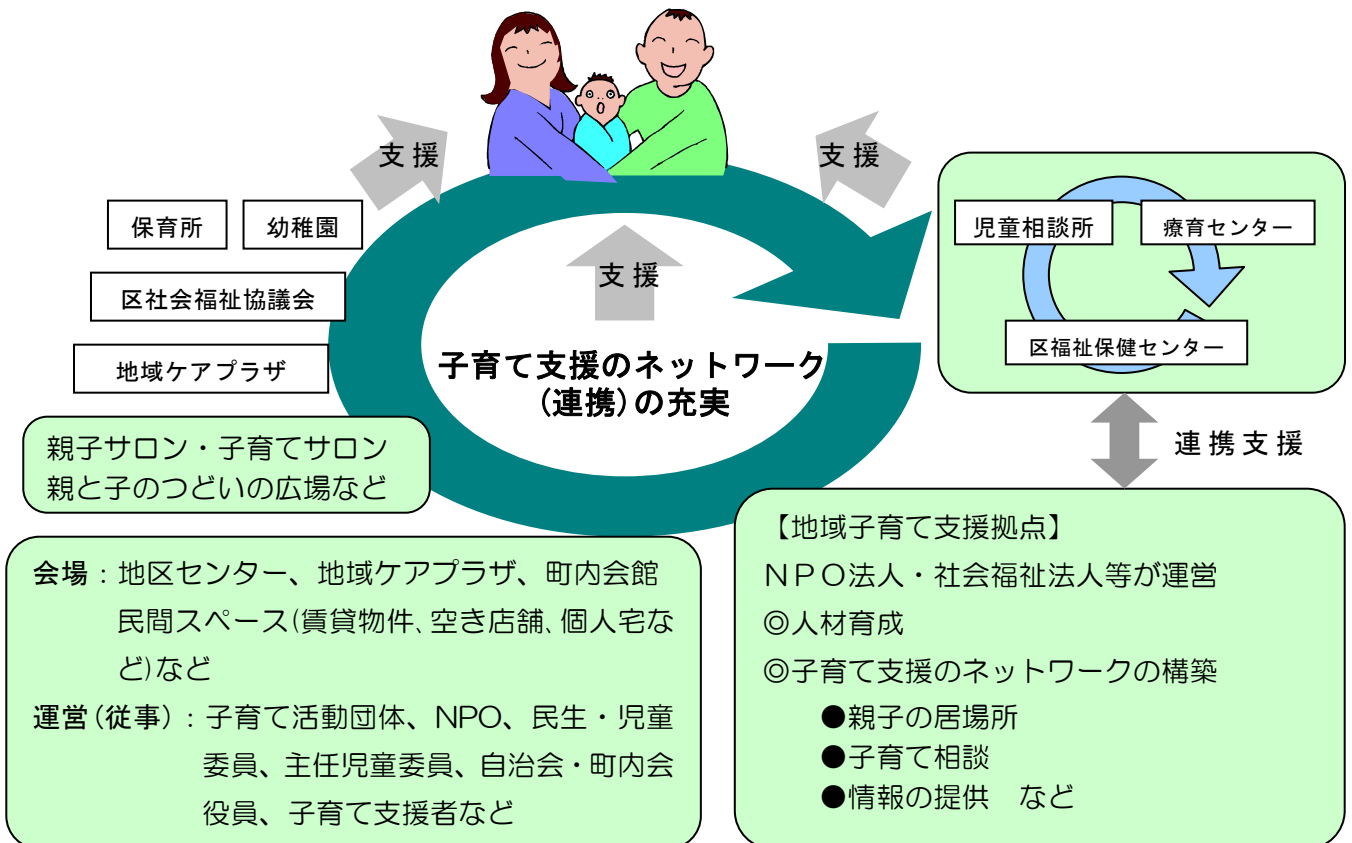 支援
支援
支援
保育所
幼稚園
区社会福祉協議会
地域ケアプラザ
子育て支援のネットワーク
(連携)の充実
児童相談所
療育センター
区福祉保健センター
連携支援
親子サロン・子育てサロン
親と子のつどいの広場など
会場：地区センター、地域ケアプラザ、町内会館
民間スペース(賃貸物件、空き店舗、個人宅な
ど)など
運営(従事)：子育て活動団体、NPO、民生・児童
委員、主任児童委員、自治会・町内会
役員、子育て支援者など
【地域子育て支援拠点】
ＮＰＯ法人・社会福祉法人等が運営
◎人材育成
◎子育て支援のネットワークの構築
●親子の居場所
●子育て相談
●情報の提供　など